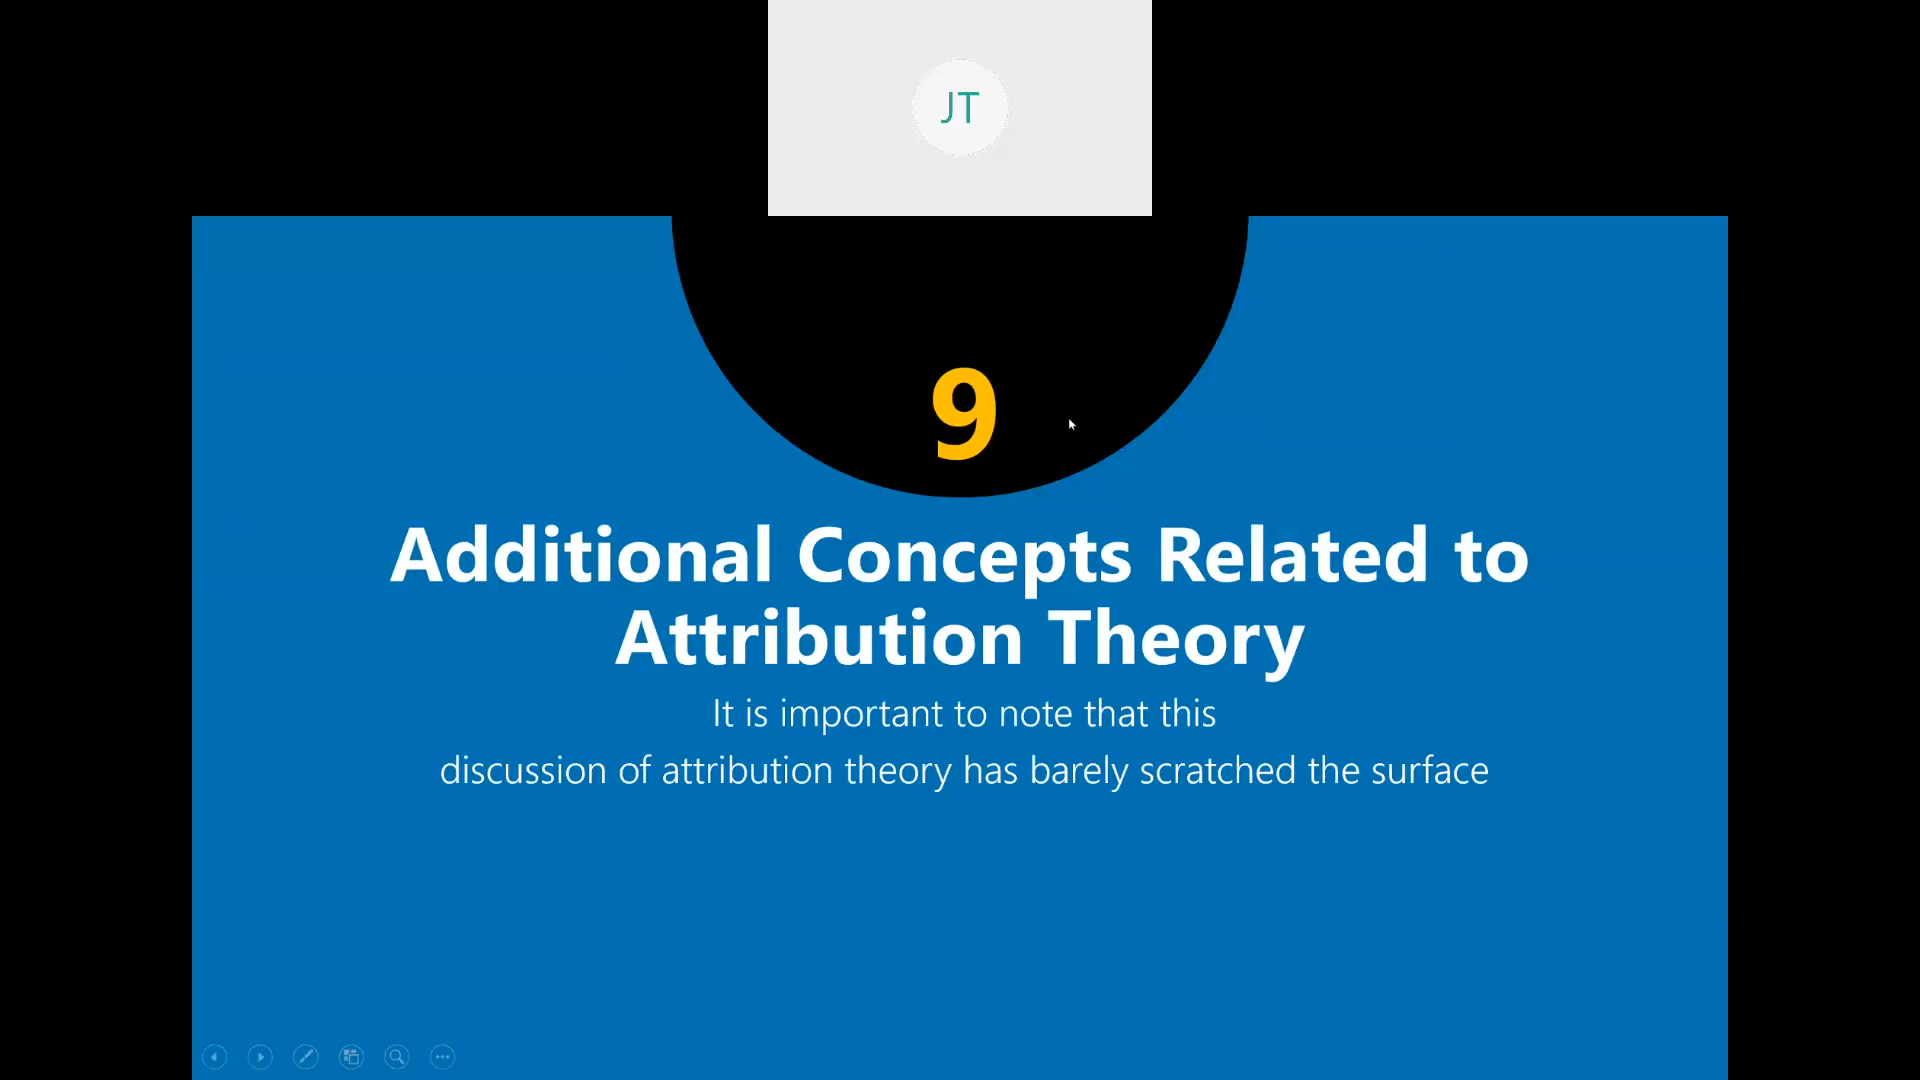 JT
9
Additional Concepts Related to
Attribution Theory
It is important to note that this
discussion of attribution theory has barely scratched the surface